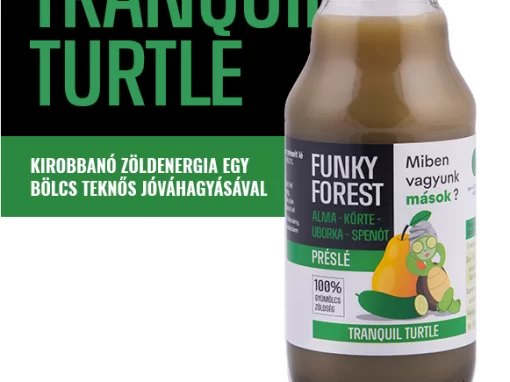 TRANQUIL
TURTLE
KIROBBANÓ ZÖLDENERGIA EGY
BÖLCS TEKNŐS JÓVÁHAGYÁSÁVAL
FUNKY
FOREST
ALMA - KÖRTE -
UBORKA - SPENÓT
PRÉSLÉ
100%
GYÜMÖLCS
ZÖLDSÉG
Miben
vagyunk
mások?
TRANQUIL TURTLE